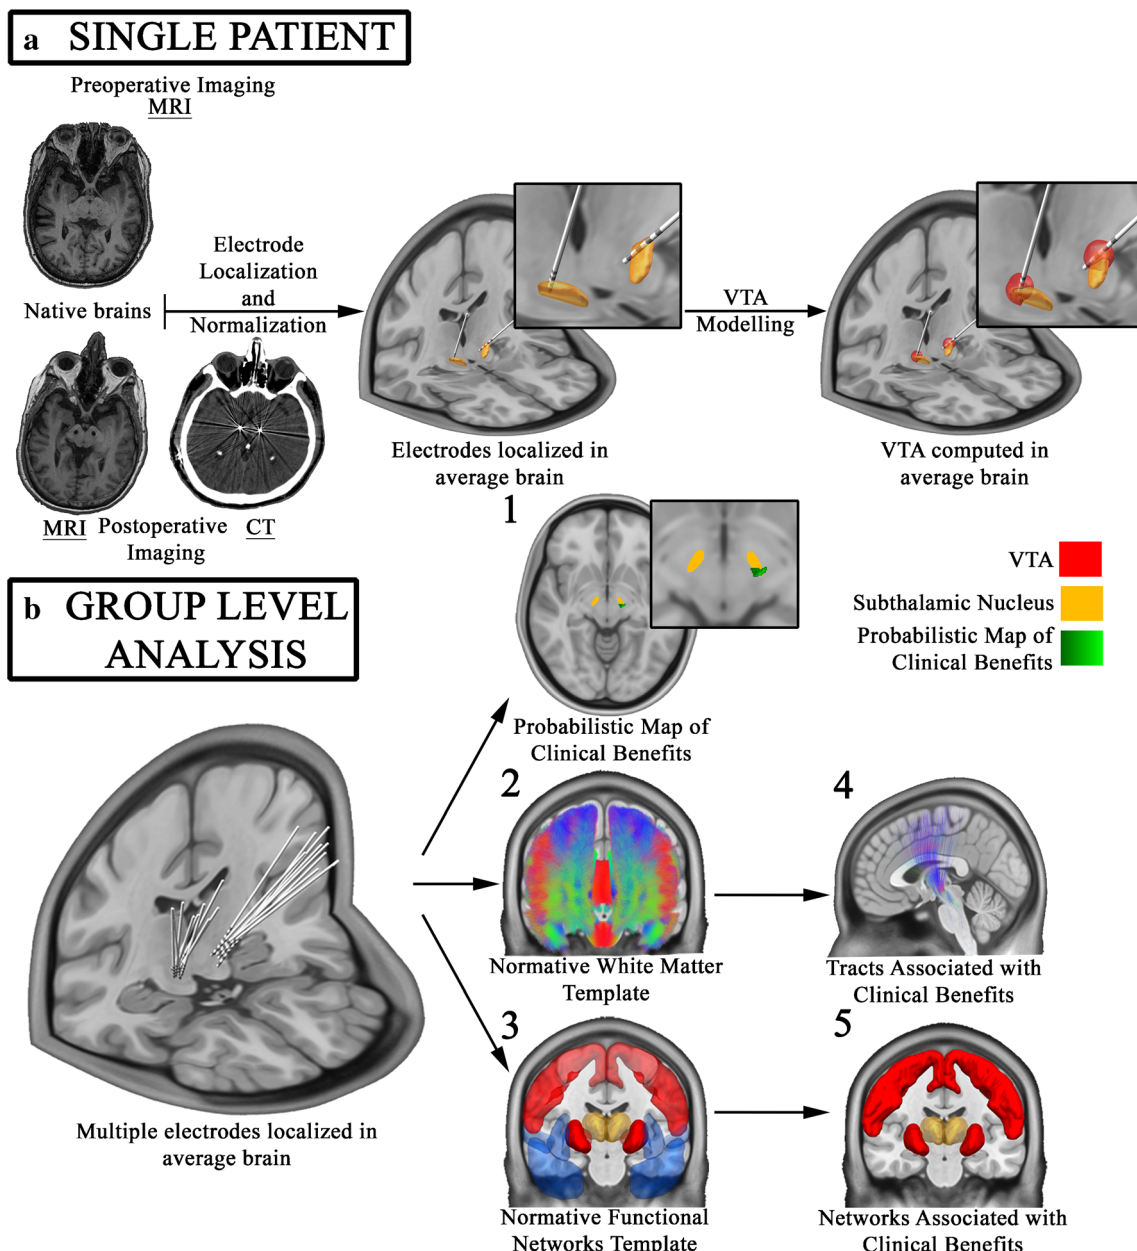 a SINGLE PATIENT
Preoperative Imaging
MRI
Native brains
Electrode
Localization
and
Normalization
MRI Postoperative CT
Imaging
Electrodes localized in
average brain
VTA
Modelling
VTA computed in
average brain
b GROUP LEVEL
ANALYSIS
Multiple electrodes localized in
average brain
1
Probabilistic Map of
Clinical Benefits
VTA
Subthalamic Nucleus
Probabilistic Map of
Clinical Benefits
2
Normative White Matter
Template
4
Tracts Associated with
Clinical Benefits
3
Normative Functional
Networks Template
5
Networks Associated with
Clinical Benefits